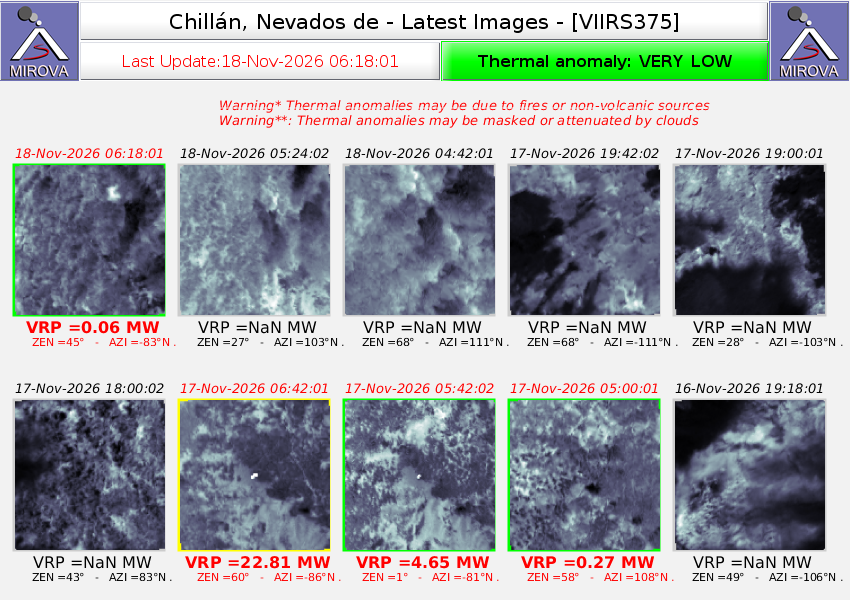 Chillán, Nevados de - Latest Images - [VIIRS375]
MIROVA
Last Update:18-Nov-2026 06:18:01
Thermal anomaly: VERY LOW
MIROVA
Warning* Thermal anomalies may be due to fires or non-volcanic sources
Warning**: Thermal anomalies may be masked or attenuated by clouds
18-Nov-2026 06:18:01 18-Nov-2026 05:24:02 18-Nov-2026 04:42:01 17-Nov-2026 19:42:02 17-Nov-2026 19:00:01
VRP =0.06 MW VRP =NaN MW VRP =NaN MW VRP =NaN MW VRP =NaN MW
ZEN =45° - AZI =-83°N . ZEN =27° - AZI =103°N . ZEN =68° - AZI =111°N . ZEN =68° - AZI =-111°N . ZEN =28° - AZI =-103°N .
17-Nov-2026 18:00:02 17-Nov-2026 06:42:01 17-Nov-2026 05:42:02 17-Nov-2026 05:00:01 16-Nov-2026 19:18:01
VRP =NaN MW VRP =22.81 MW VRP =4.65 MW VRP =0.27 MW VRP =NaN MW
ZEN =43° - AZI =83°N . ZEN =60° - AZI =-86°N . ZEN =1° - AZI =-81°N . ZEN =58° - AZI =108°N . ZEN =49° - AZI =-106°N .